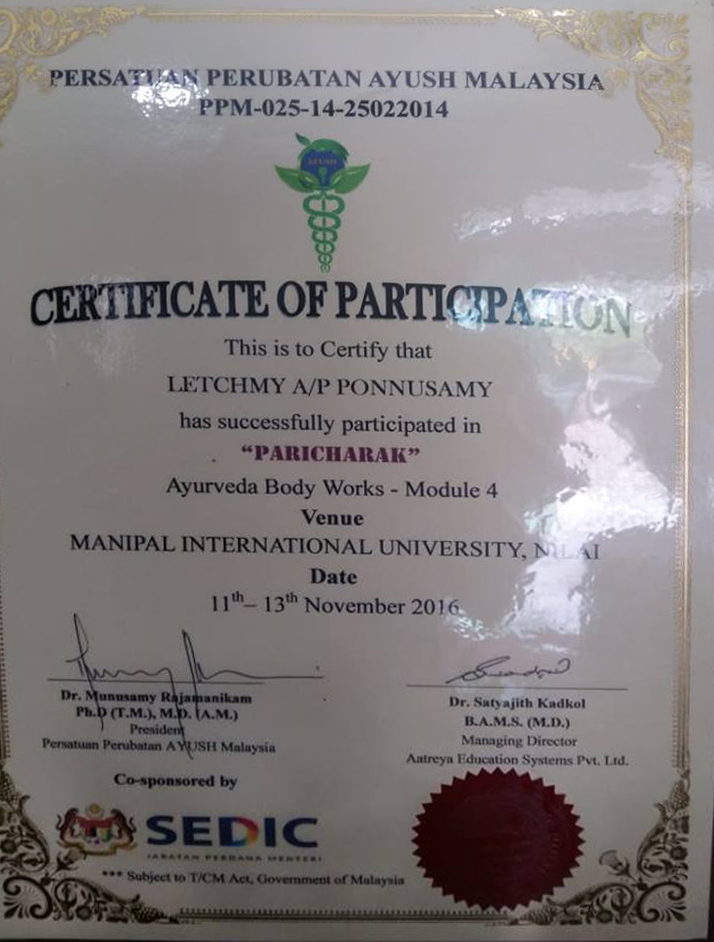 PERSATUAN PERUBATAN AYUSH MALAYSIA
PPM-025-14-25022014
AYUSH
CERTIFICATE OF PARTICIPATION
This is to Certify that
LETCHMY A/P PONNUSAMY
has successfully participated in
“PARICHARAK”
Ayurveda Body Works - Module 4
Venue
MANIPAL INTERNATIONAL UNIVERSITY, NILAI
Date
11th– 13th November 2016
Dr. Munusamy Rajamanikam
Ph.D (T.M.), M.D. (A.M.)
President
Persatuan Perubatan AYUSH Malaysia
Dr. Satyajith Kadkol
B.A.M.S. (M.D.)
Managing Director
Aatreya Education Systems Pvt. Ltd.
Co-sponsored by
SEDIC
JABATAN PERDANA MENTERI
*** Subject to T/CM Act, Government of Malaysia